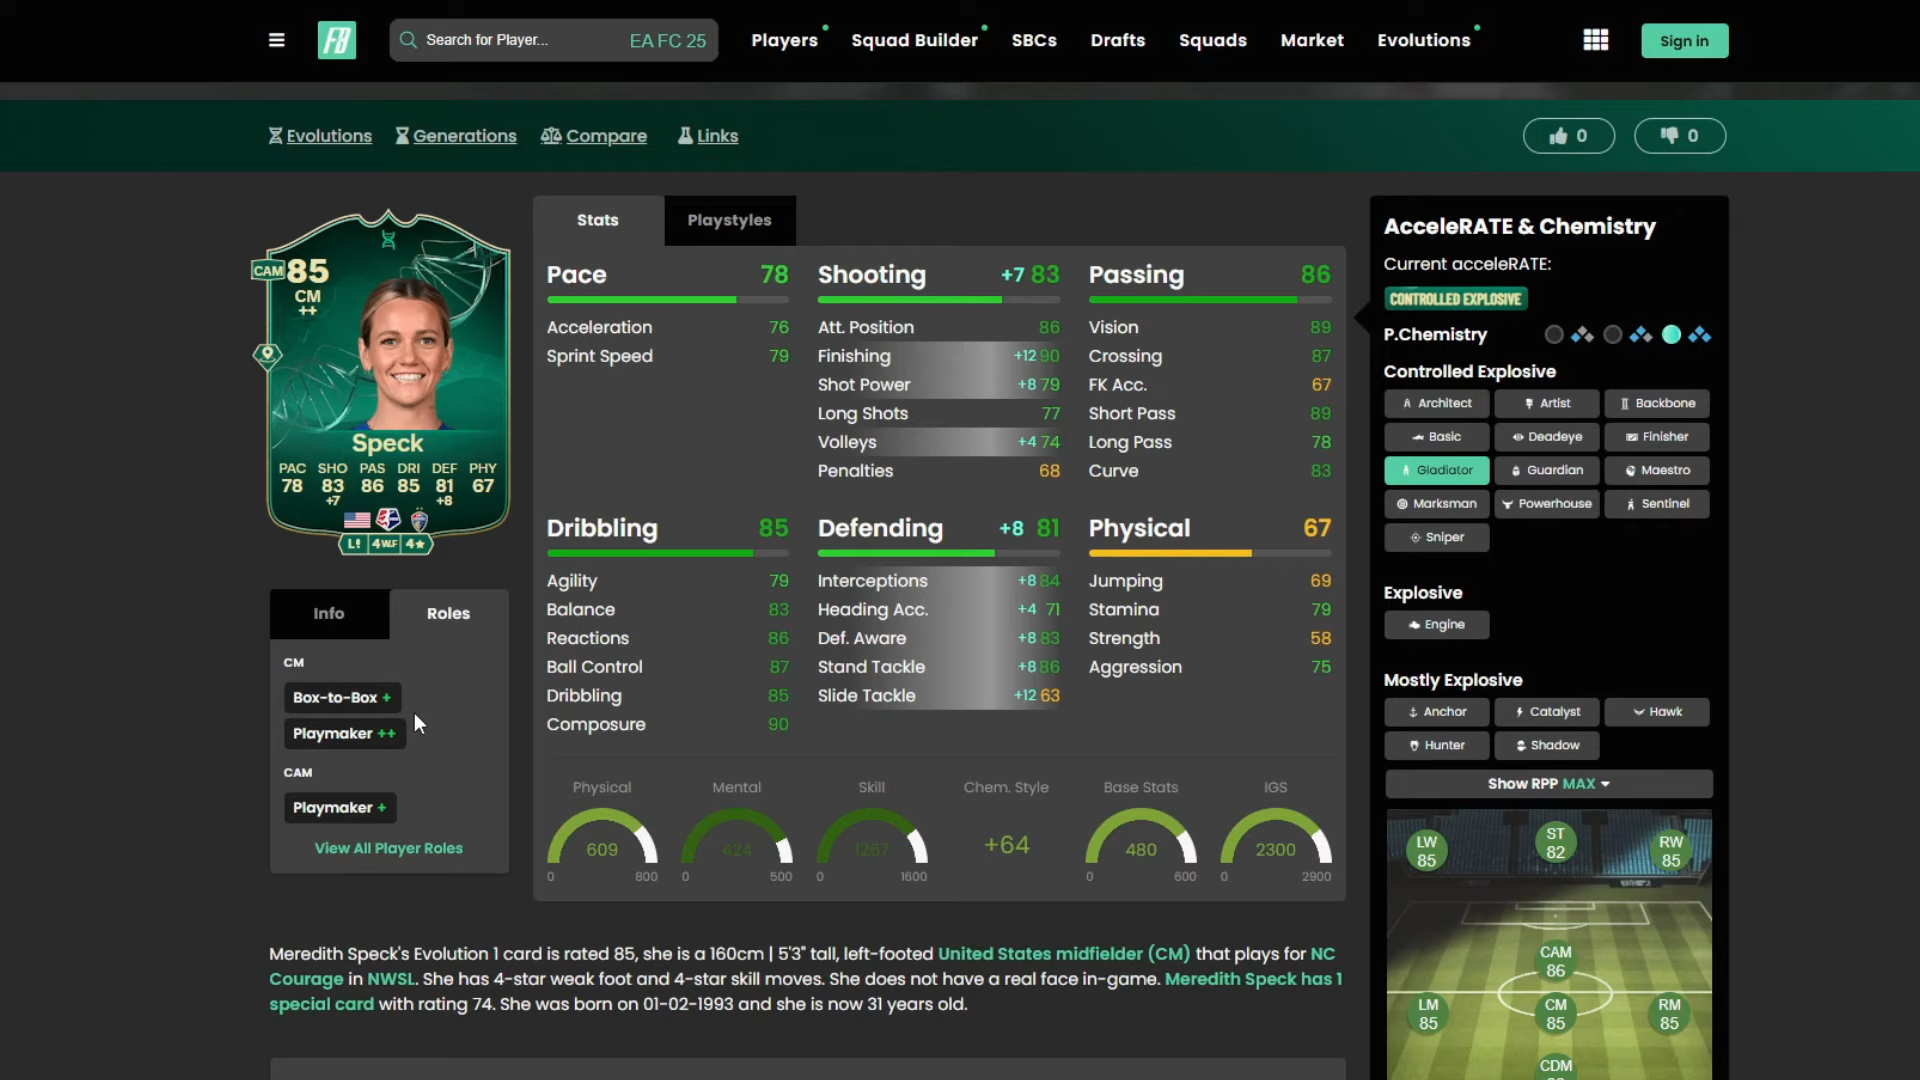 FB
Search for Player...
EA FC 25
Players
Squad Builder
SBCs
Drafts
Squads
Market
Evolutions
Sign in
Evolutions
Generations
Compare
Links
0
0
CAM
85
CM
++
Speck
PAC SHO PAS DRI DEF PHY
78 83 86 85 81 67
+7 +8
L 4 W.F 4★
Info
Roles
CM
Box-to-Box +
Playmaker ++
CAM
Playmaker +
View All Player Roles
Stats
Playstyles
Pace 78
Acceleration 76
Sprint Speed 79
Shooting +7 83
Att. Position 86
Finishing +12 90
Shot Power +8 79
Long Shots 77
Volleys +4 74
Penalties 68
Passing 86
Vision 89
Crossing 87
FK Acc. 67
Short Pass 89
Long Pass 78
Curve 83
Dribbling 85
Agility 79
Balance 83
Reactions 86
Ball Control 87
Dribbling 85
Composure 90
Defending +8 81
Interceptions +8 84
Heading Acc. +4 71
Def. Aware +8 83
Stand Tackle +8 86
Slide Tackle +12 63
Physical 67
Jumping 69
Stamina 79
Strength 58
Aggression 75
Physical
609
0 800
Mental
424
0 500
Skill
1267
0 1600
Chem. Style
+64
Base Stats
480
0 600
IGS
2300
0 2900
Meredith Speck's Evolution 1 card is rated 85, she is a 160cm | 5'3" tall, left-footed United States midfielder (CM) that plays for NC
Courage in NWSL. She has 4-star weak foot and 4-star skill moves. She does not have a real face in-game. Meredith Speck has 1
special card with rating 74. She was born on 01-02-1993 and she is now 31 years old.
AcceleRATE & Chemistry
Current acceleRATE:
CONTROLLED EXPLOSIVE
P.Chemistry
Controlled Explosive
Architect
Artist
Backbone
Basic
Deadeye
Finisher
Gladiator
Guardian
Maestro
Marksman
Powerhouse
Sentinel
Sniper
Explosive
Engine
Mostly Explosive
Anchor
Catalyst
Hawk
Hunter
Shadow
Show RPP MAX
LW
85
ST
82
RW
85
CAM
86
LM
85
CM
85
RM
85
CDM